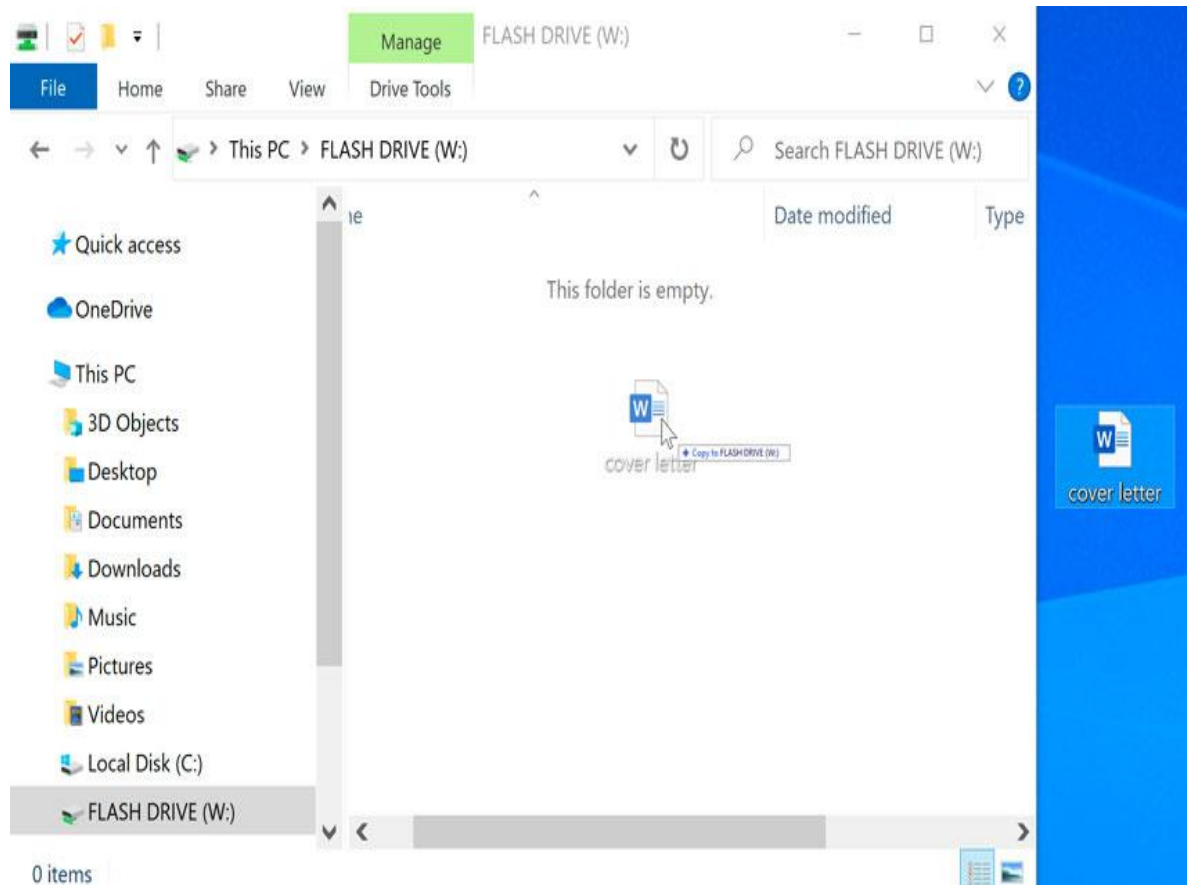 Manage FLASH DRIVE (W:)
File Home Share View Drive Tools
This PC > FLASH DRIVE (W:) Search FLASH DRIVE (W:)
ne Date modified Type
Quick access
This folder is empty.
OneDrive
This PC
3D Objects
Desktop
Documents
Downloads
Music
Pictures
Videos
Local Disk (C:)
FLASH DRIVE (W:)
W
cover letter
+ Copy to FLASH DRIVE (W:)
W
cover letter
0 items